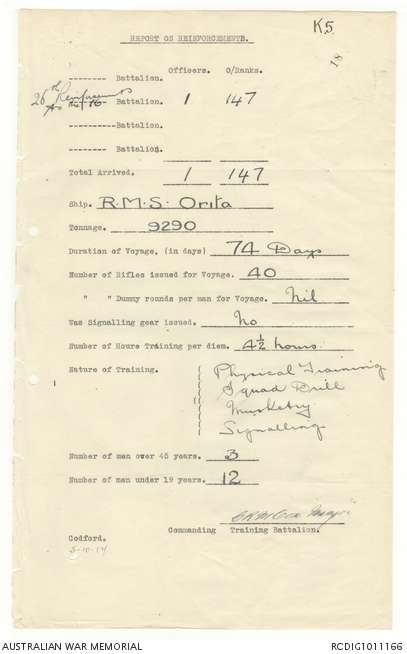 K5
18
REPORT ON REINFORCEMENTS.
Officers. O/Ranks.
-------- Battalion.
26th Reinforcements
Battalion. 1 147
---------- Battalion.
-------- Battalion.
Total Arrived. 1 147
Ship. R.M.S. Orita
Tonnage. 9290
Duration of Voyage, (in days) 74 Days
Number of Rifles issued for Voyage. 40
" " Dummy rounds per man for Voyage. Nil
Was Signalling gear issued. No
Number of Hours Training per diem. 4½ hours
Nature of Training. Physical Training
Squad Drill
Musketry
Signalling
Number of men over 45 years. 3
Number of men under 19 years. 12
Major
Commanding Training Battalion.
Codford.
5-10-17
AUSTRALIAN WAR MEMORIAL RCDIG1011166